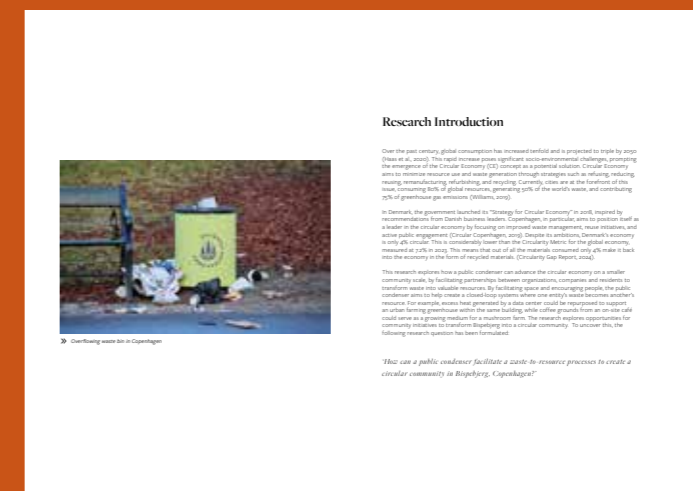 Research Introduction
Over the past century, global consumption has increased tenfold and is projected to triple by 2050
(Haas et al., 2020). This rapid increase poses significant socio-environmental challenges, prompting
the emergence of the Circular Economy (CE) concept as a potential solution. Circular Economy
aims to minimize resource use and waste generation through strategies such as refusing, reducing,
reusing, remanufacturing, refurbishing, and recycling. Currently, cities are at the forefront of this
issue, consuming 80% of global resources, generating 50% of the world's waste, and contributing
75% of greenhouse gas emissions (Williams, 2019).
In Denmark, the government launched its "Strategy for Circular Economy" in 2018, inspired by
recommendations from Danish business leaders. Copenhagen, in particular, aims to position itself as
a leader in the circular economy by focusing on improved waste management, reuse initiatives, and
active public engagement (Circular Copenhagen, 2019). Despite its ambitions, Denmark's economy
is only 4% circular. This is considerably lower than the Circularity Metric for the global economy,
measured at 7.2% in 2023. This means that out of all the materials consumed only 4% make it back
into the economy in the form of recycled materials. (Circularity Gap Report, 2024).
This research explores how a public condenser can advance the circular economy on a smaller
community scale, by facilitating partnerships between organizations, companies and residents to
transform waste into valuable resources. By facilitating space and encouraging people, the public
condenser aims to help create a closed-loop systems where one entity's waste becomes another's
resource. For example, excess heat generated by a data center could be repurposed to support
an urban farming greenhouse within the same building, while coffee grounds from an on-site café
could serve as a growing medium for a mushroom farm. The research explores opportunities for
community initiatives to transform Bispebjerg into a circular community. To uncover this, the
following research question has been formulated.
'How can a public condenser facilitate a waste-to-resource processes to create a
circular community in Bispebjerg, Copenhagen?'
» Overflowing waste bin in Copenhagen